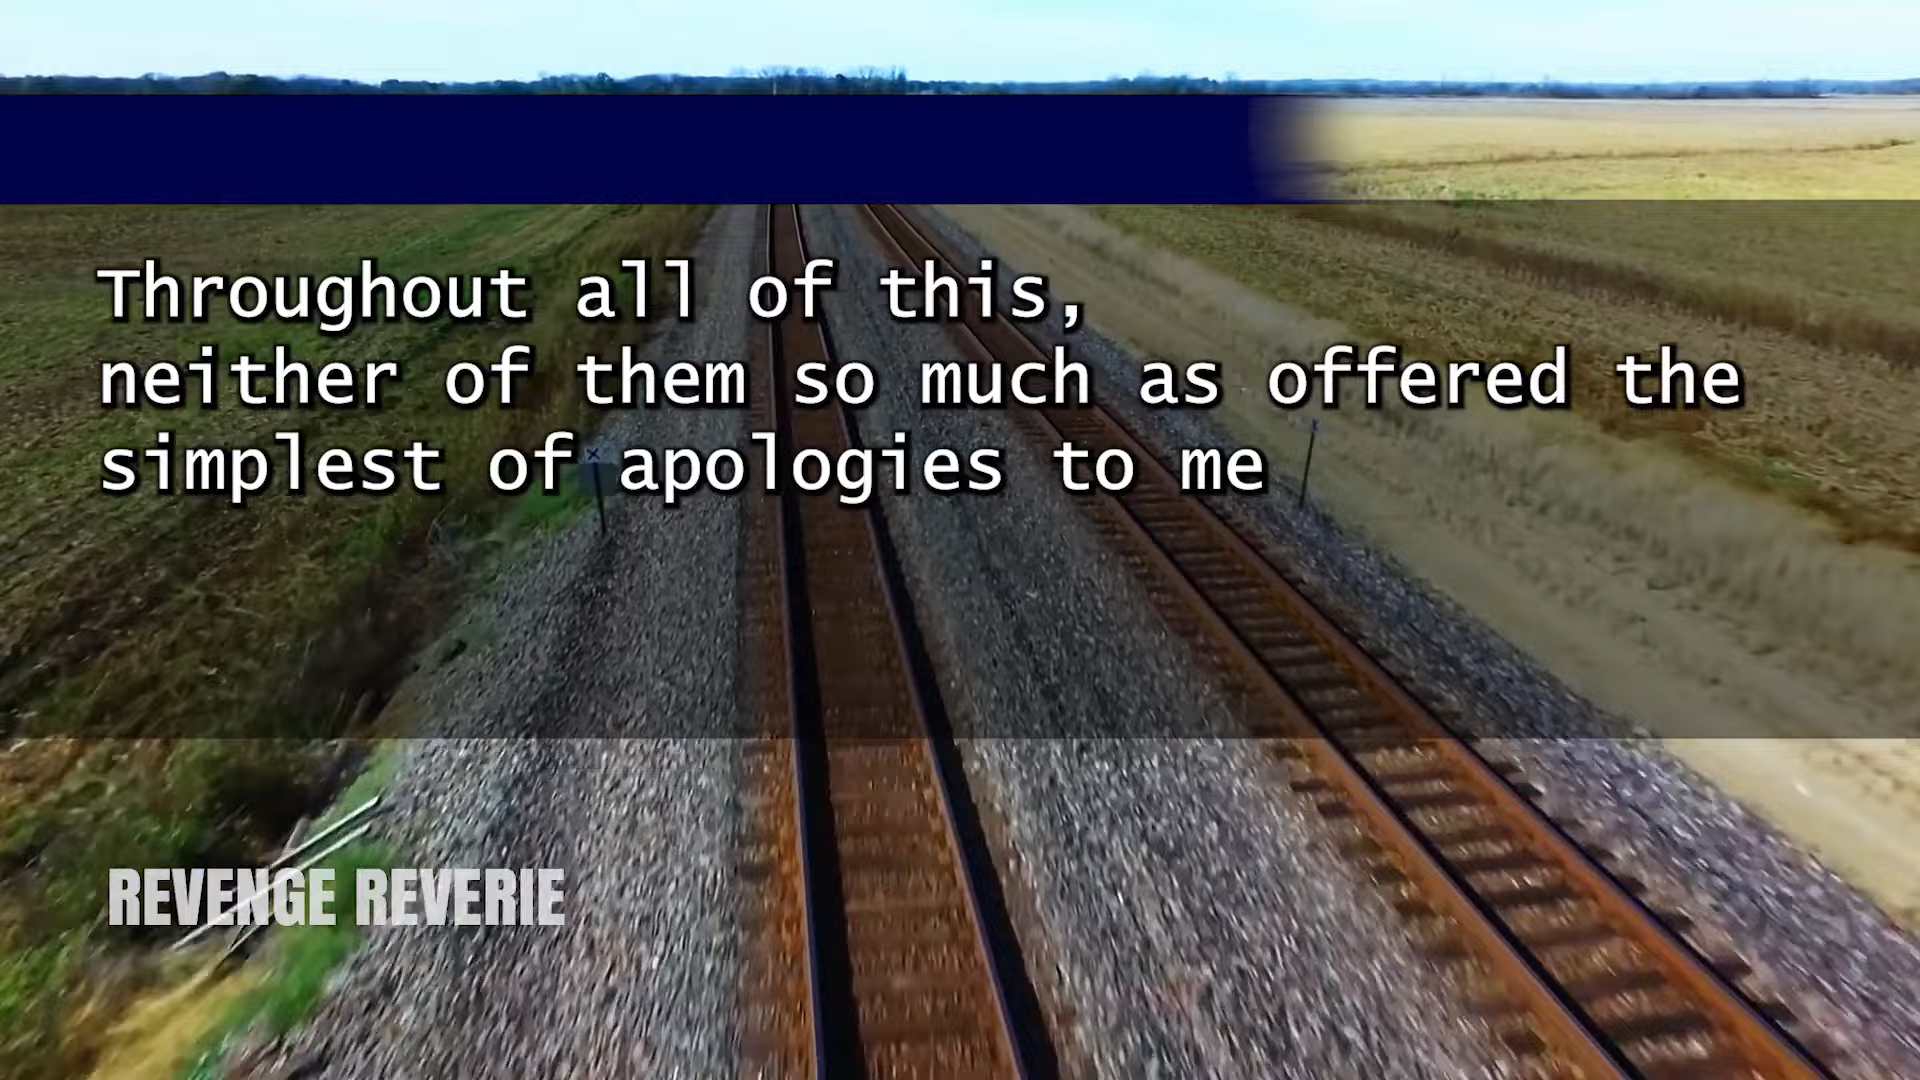 Throughout all of this,
neither of them so much as offered the
simplest of apologies to me
REVENGE REVERIE